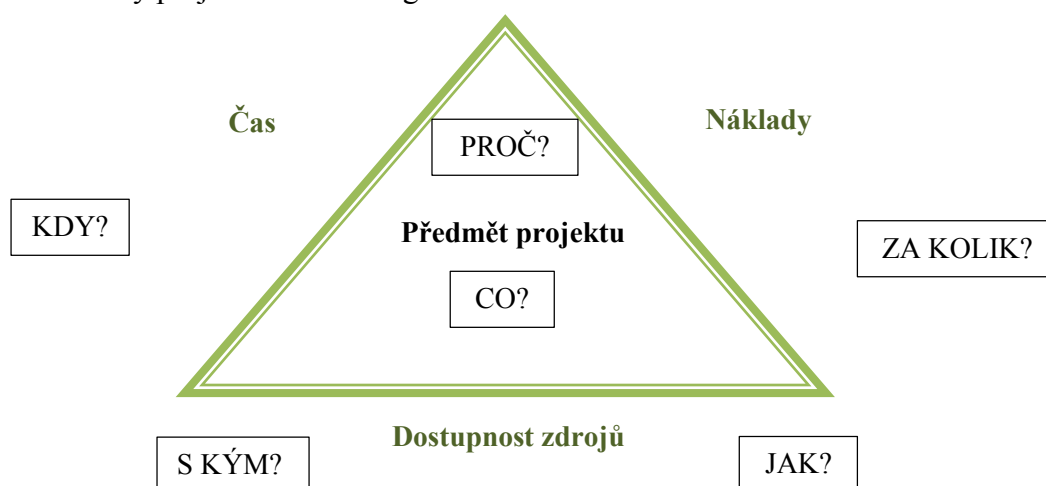 Čas
Náklady
PROČ?
KDY?
Předmět projektu
ZA KOLIK?
CO?
Dostupnost zdrojů
S KÝM?
JAK?